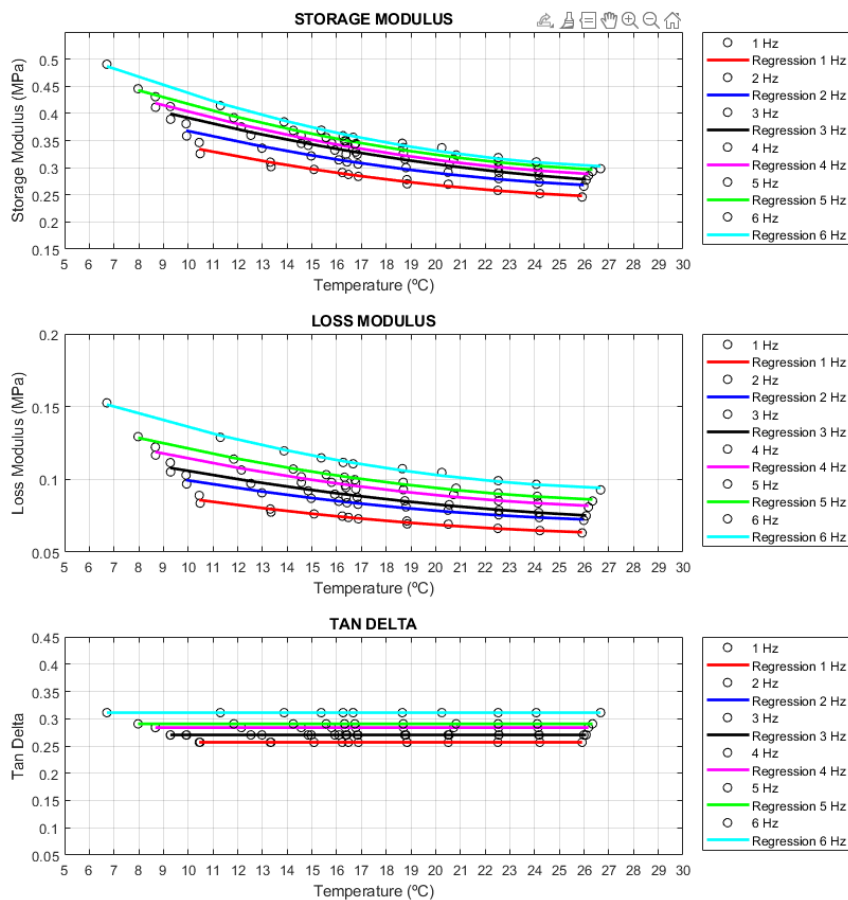 STORAGE MODULUS
Storage Modulus (MPa)
0.5
0.45
0.4
0.35
0.3
0.25
0.2
0.15
5 6 7 8 9 10 11 12 13 14 15 16 17 18 19 20 21 22 23 24 25 26 27 28 29 30
Temperature (ºC)
1 Hz
Regression 1 Hz
2 Hz
Regression 2 Hz
3 Hz
Regression 3 Hz
4 Hz
Regression 4 Hz
5 Hz
Regression 5 Hz
6 Hz
Regression 6 Hz
LOSS MODULUS
Loss Modulus (MPa)
0.2
0.15
0.1
0.05
5 6 7 8 9 10 11 12 13 14 15 16 17 18 19 20 21 22 23 24 25 26 27 28 29 30
Temperature (ºC)
1 Hz
Regression 1 Hz
2 Hz
Regression 2 Hz
3 Hz
Regression 3 Hz
4 Hz
Regression 4 Hz
5 Hz
Regression 5 Hz
6 Hz
Regression 6 Hz
TAN DELTA
Tan Delta
0.45
0.4
0.35
0.3
0.25
0.2
0.15
0.1
0.05
5 6 7 8 9 10 11 12 13 14 15 16 17 18 19 20 21 22 23 24 25 26 27 28 29 30
Temperature (ºC)
1 Hz
Regression 1 Hz
2 Hz
Regression 2 Hz
3 Hz
Regression 3 Hz
4 Hz
Regression 4 Hz
5 Hz
Regression 5 Hz
6 Hz
Regression 6 Hz